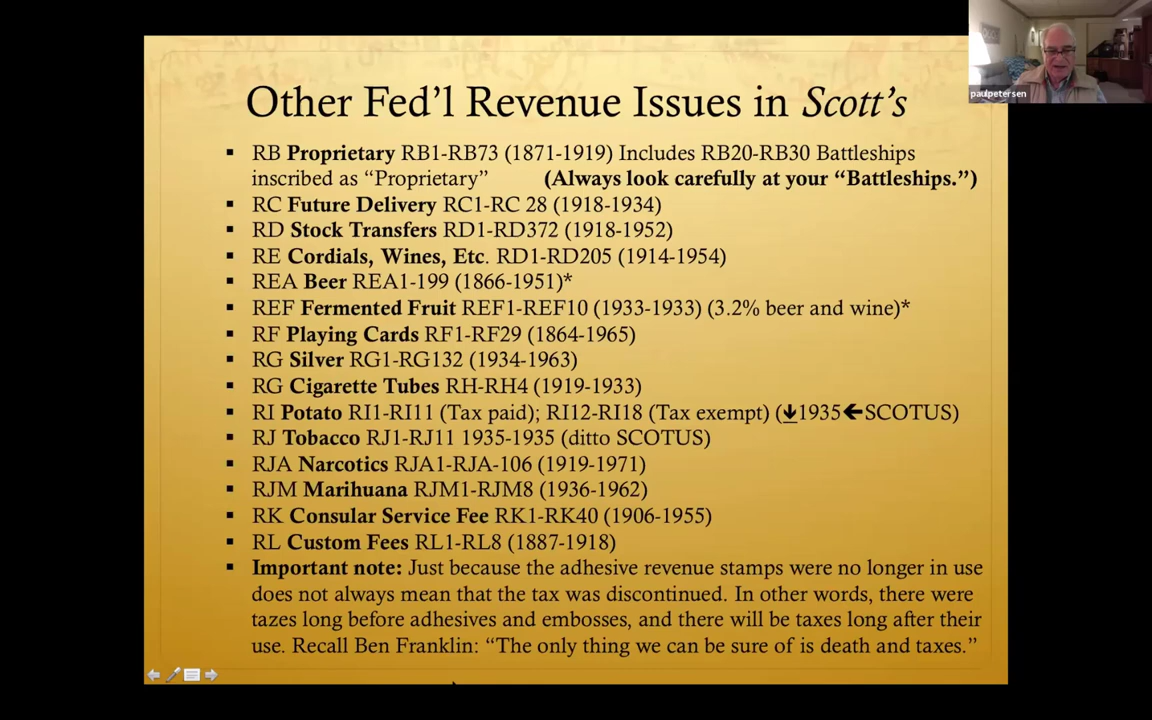 Other Fed’l Revenue Issues in Scott’s
▪ RB Proprietary RB1-RB73 (1871-1919) Includes RB20-RB30 Battleships
inscribed as “Proprietary” (Always look carefully at your “Battleships.”)
▪ RC Future Delivery RC1-RC 28 (1918-1934)
▪ RD Stock Transfers RD1-RD372 (1918-1952)
▪ RE Cordials, Wines, Etc. RD1-RD205 (1914-1954)
▪ REA Beer REA1-199 (1866-1951)*
▪ REF Fermented Fruit REF1-REF10 (1933-1933) (3.2% beer and wine)*
▪ RF Playing Cards RF1-RF29 (1864-1965)
▪ RG Silver RG1-RG132 (1934-1963)
▪ RG Cigarette Tubes RH-RH4 (1919-1933)
▪ RI Potato RI1-RI11 (Tax paid); RI12-RI18 (Tax exempt) (🡻1935🡸SCOTUS)
▪ RJ Tobacco RJ1-RJ11 1935-1935 (ditto SCOTUS)
▪ RJA Narcotics RJA1-RJA-106 (1919-1971)
▪ RJM Marihuana RJM1-RJM8 (1936-1962)
▪ RK Consular Service Fee RK1-RK40 (1906-1955)
▪ RL Custom Fees RL1-RL8 (1887-1918)
▪ Important note: Just because the adhesive revenue stamps were no longer in use
does not always mean that the tax was discontinued. In other words, there were
tazes long before adhesives and embosses, and there will be taxes long after their
use. Recall Ben Franklin: “The only thing we can be sure of is death and taxes.”
paulpetersen